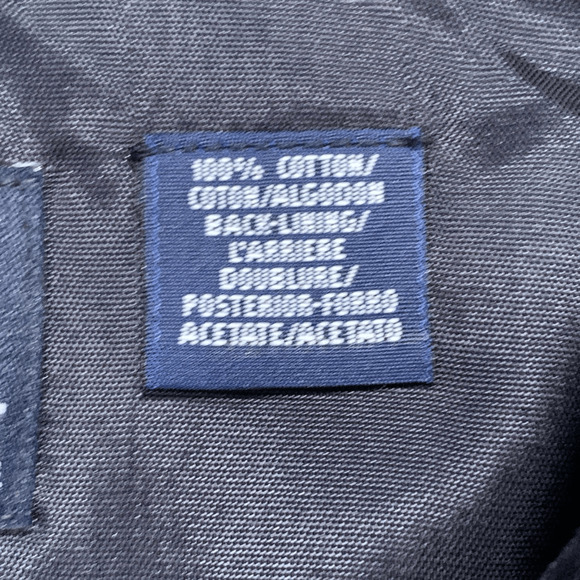 100% COTTON/
COTON/ALGODON
BACK-LINING/
L'ARRIERE
DOUBLURE/
POSTERIOR-FORRO
ACETATE/ACETATO